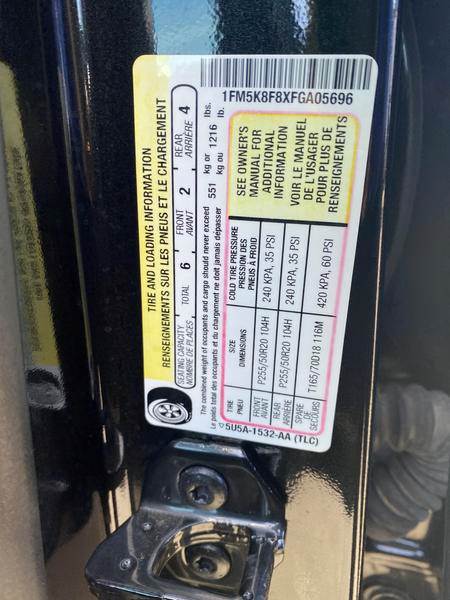 TIRE AND LOADING INFORMATION
RENSEIGNEMENTS SUR LES PNEUS ET LE CHARGEMENT
SEATING CAPACITY
NOMBRE DE PLACES
TOTAL 6
FRONT
AVANT
2
REAR
ARRIÈRE
4
The combined weight of occupants and cargo should never exceed 551 kg or 1216 lbs.
Le poids total des occupants et du chargement ne doit jamais dépasser 551 kg ou 1216 lb.
TIRE
PNEU
SIZE
DIMENSIONS
COLD TIRE PRESSURE
PRESSION DES
PNEUS À FROID
FRONT
AVANT
P255/50R20 104H
240 KPA, 35 PSI
REAR
ARRIÈRE
P255/50R20 104H
240 KPA, 35 PSI
SPARE
DE
SECOURS
T165/70D18 116M
420 KPA, 60 PSI
SEE OWNER'S
MANUAL FOR
ADDITIONAL
INFORMATION
VOIR LE MANUEL
DE L'USAGER
POUR PLUS DE
RENSEIGNEMENTS
5U5A-1532-AA (TLC)
1FM5K8F8XFGA05696